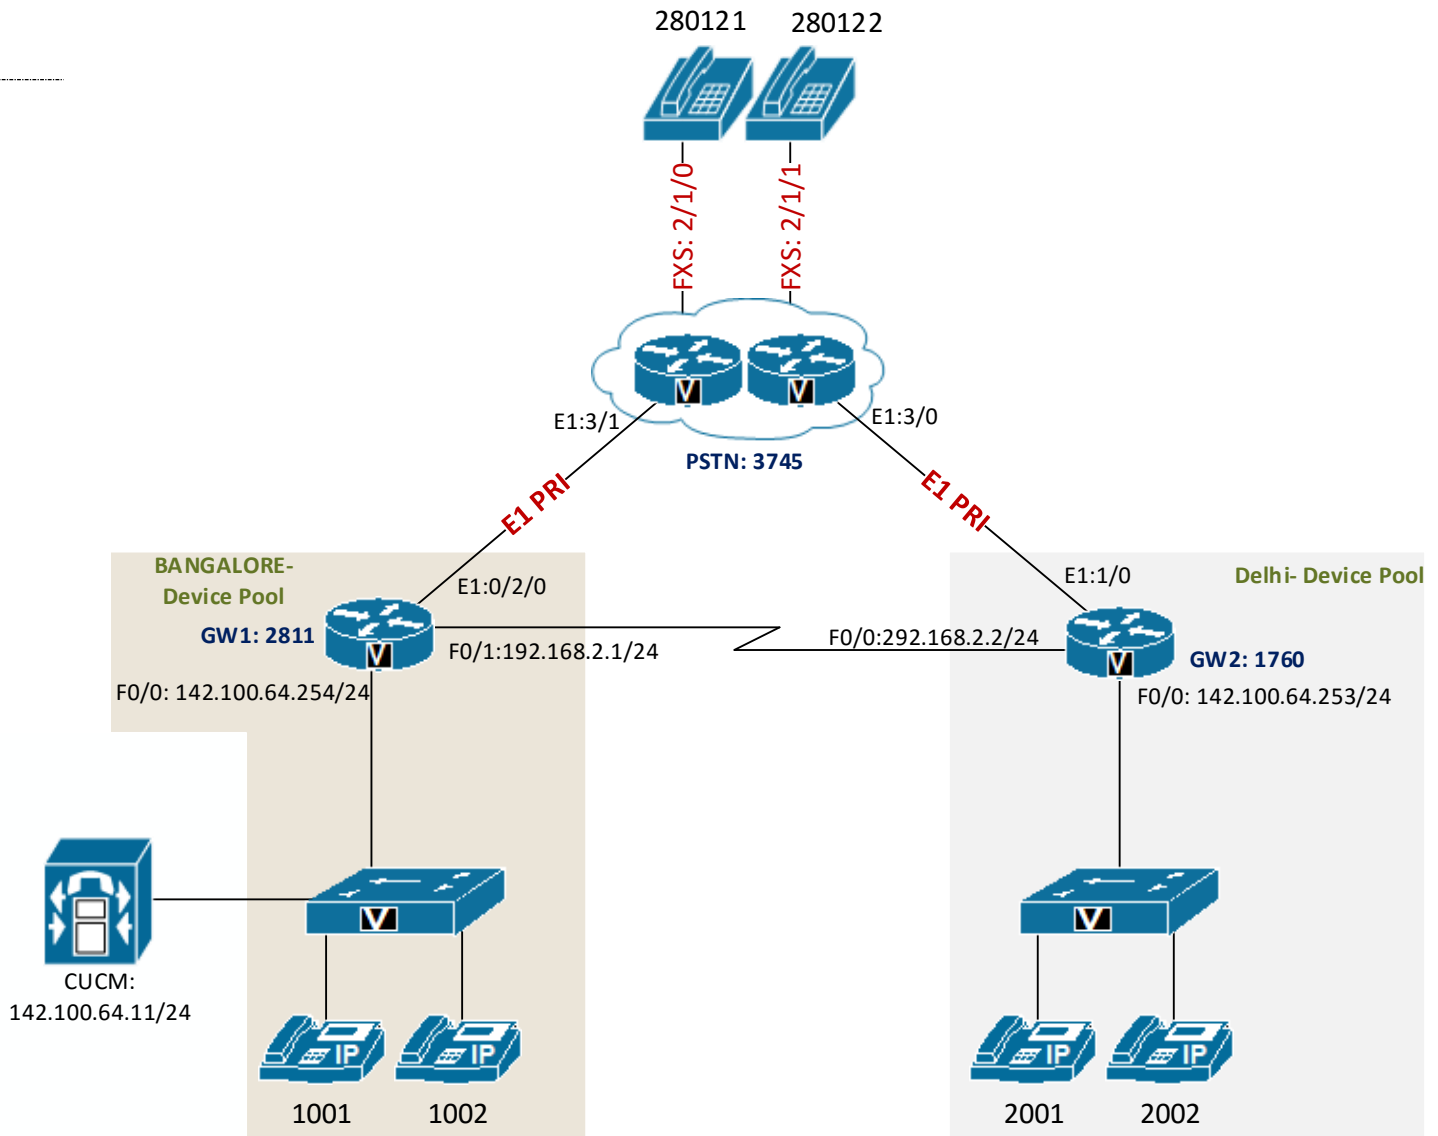 280121
280122
FXS: 2/1/0
FXS: 2/1/1
V
V
E1:3/1
E1:3/0
PSTN: 3745
E1 PRI
E1 PRI
BANGALORE-
Device Pool
E1:0/2/0
E1:1/0
Delhi- Device Pool
GW1: 2811
V
F0/1:192.168.2.1/24
F0/0:292.168.2.2/24
V
GW2: 1760
F0/0: 142.100.64.254/24
F0/0: 142.100.64.253/24
V
V
CUCM:
142.100.64.11/24
IP
IP
IP
IP
1001
1002
2001
2002